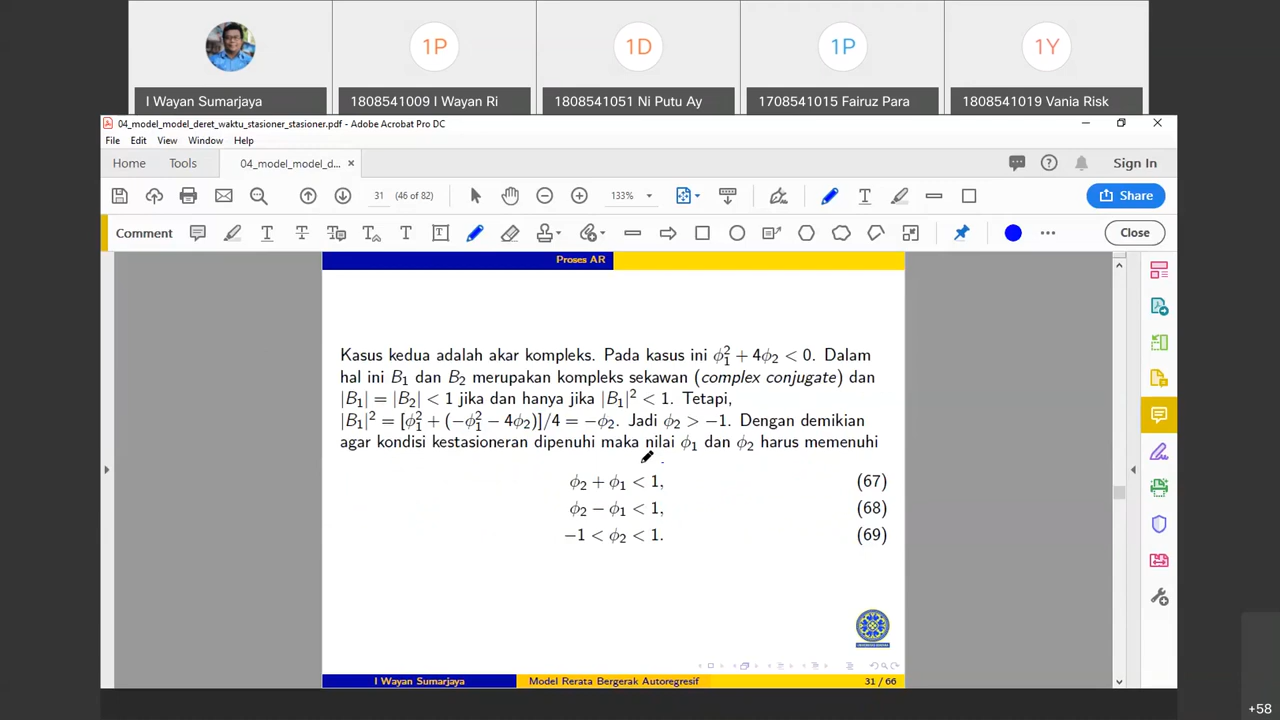 1P
1D
1P
1Y
I Wayan Sumarjaya
1808541009 I Wayan Ri
1808541051 Ni Putu Ay
1708541015 Fairuz Para
1808541019 Vania Risk
04_model_model_deret_waktu_stasioner_stasioner.pdf - Adobe Acrobat Pro DC
File Edit View Window Help
Home Tools 04_model_model_d... × Sign In
31 (46 of 82) 133% Share
Comment Close
Proses AR
Kasus kedua adalah akar kompleks. Pada kasus ini ϕ₁² + 4ϕ₂ < 0. Dalam
hal ini B₁ dan B₂ merupakan kompleks sekawan (complex conjugate) dan
|B₁| = |B₂| < 1 jika dan hanya jika |B₁|² < 1. Tetapi,
|B₁|² = [ϕ₁² + (−ϕ₁² − 4ϕ₂)]/4 = −ϕ₂. Jadi ϕ₂ > −1. Dengan demikian
agar kondisi kestasioneran dipenuhi maka nilai ϕ₁ dan ϕ₂ harus memenuhi
ϕ₂ + ϕ₁ < 1, (67)
ϕ₂ − ϕ₁ < 1, (68)
−1 < ϕ₂ < 1. (69)
I Wayan Sumarjaya Model Rerata Bergerak Autoregresif 31 / 66
+58